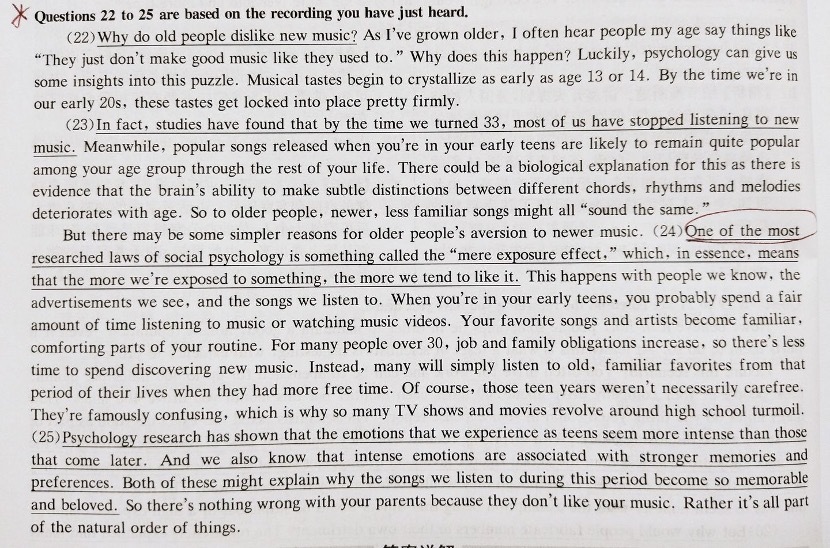 Questions 22 to 25 are based on the recording you have just heard.
(22)Why do old people dislike new music? As I've grown older, I often hear people my age say things like
"They just don't make good music like they used to." Why does this happen? Luckily, psychology can give us
some insights into this puzzle. Musical tastes begin to crystallize as early as age 13 or 14. By the time we're in
our early 20s, these tastes get locked into place pretty firmly.
(23)In fact, studies have found that by the time we turned 33, most of us have stopped listening to new
music. Meanwhile, popular songs released when you're in your early teens are likely to remain quite popular
among your age group through the rest of your life. There could be a biological explanation for this as there is
evidence that the brain's ability to make subtle distinctions between different chords, rhythms and melodies
deteriorates with age. So to older people, newer, less familiar songs might all "sound the same."
But there may be some simpler reasons for older people's aversion to newer music. (24)One of the most
researched laws of social psychology is something called the "mere exposure effect," which, in essence, means
that the more we're exposed to something, the more we tend to like it. This happens with people we know, the
advertisements we see, and the songs we listen to. When you're in your early teens, you probably spend a fair
amount of time listening to music or watching music videos. Your favorite songs and artists become familiar,
comforting parts of your routine. For many people over 30, job and family obligations increase, so there's less
time to spend discovering new music. Instead, many will simply listen to old, familiar favorites from that
period of their lives when they had more free time. Of course, those teen years weren't necessarily carefree.
They're famously confusing, which is why so many TV shows and movies revolve around high school turmoil.
(25)Psychology research has shown that the emotions that we experience as teens seem more intense than those
that come later. And we also know that intense emotions are associated with stronger memories and
preferences. Both of these might explain why the songs we listen to during this period become so memorable
and beloved. So there's nothing wrong with your parents because they don't like your music. Rather it's all part
of the natural order of things.